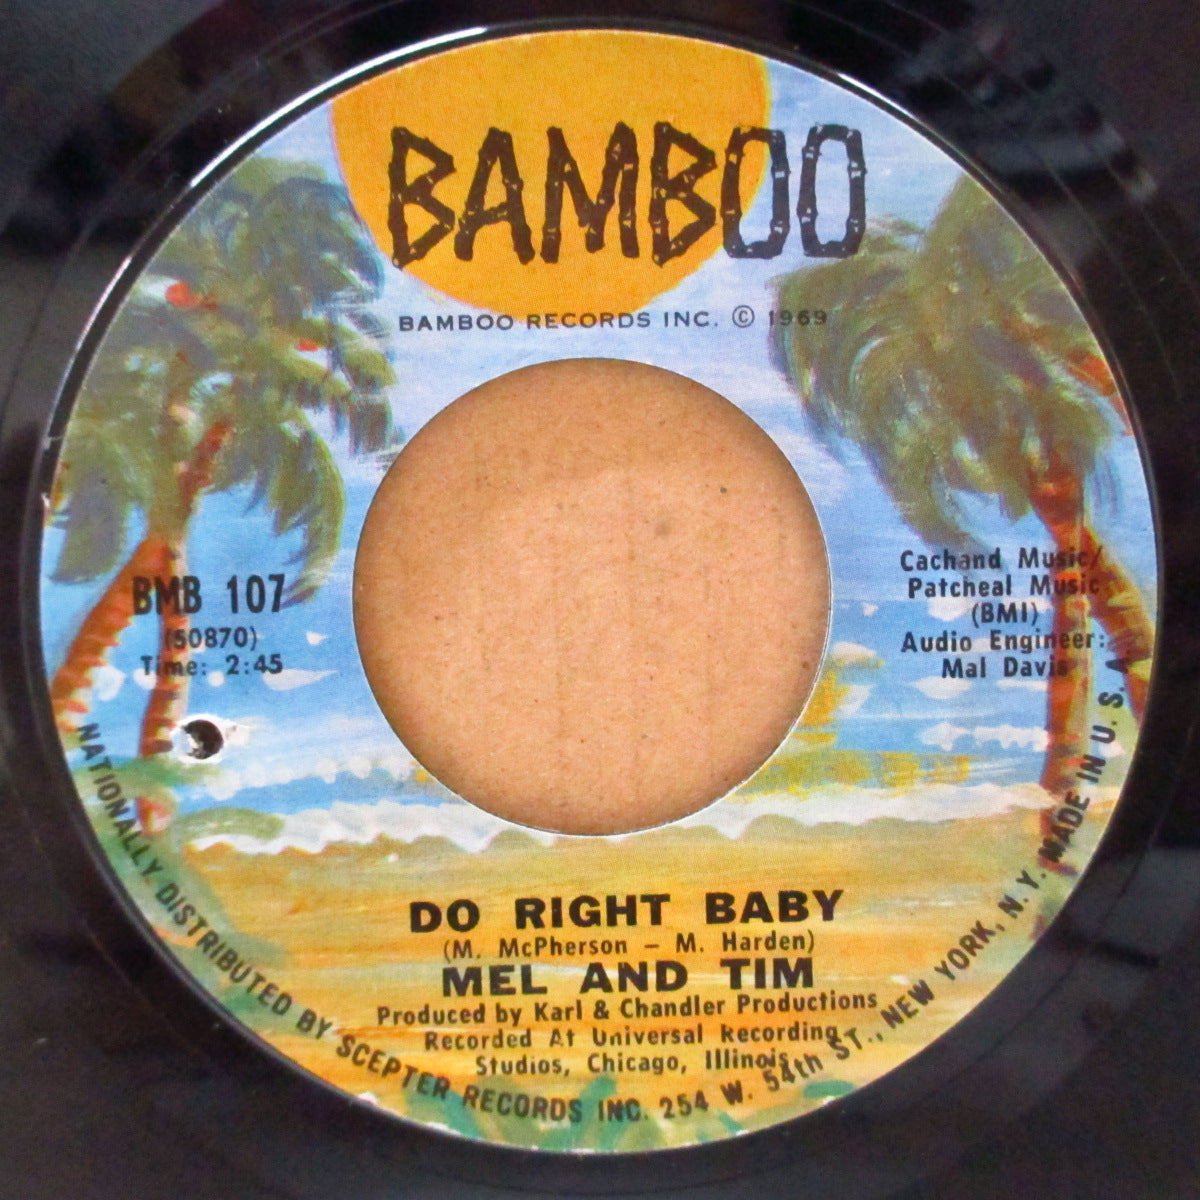 BAMBOO
BAMBOO RECORDS INC. © 1969
BMB 107
(50870)
Time: 2:45
Cachand Music/
Patcheal Music
(BMI)
Audio Engineer:
Mal Davis
DO RIGHT BABY
(M. McPherson – M. Harden)
MEL AND TIM
Produced by Karl & Chandler Productions
Recorded At Universal Recording
Studios, Chicago, Illinois
NATIONALLY DISTRIBUTED BY SCEPTER RECORDS INC. 254 W. 54th ST., NEW YORK, N.Y. MADE IN U.S.A.